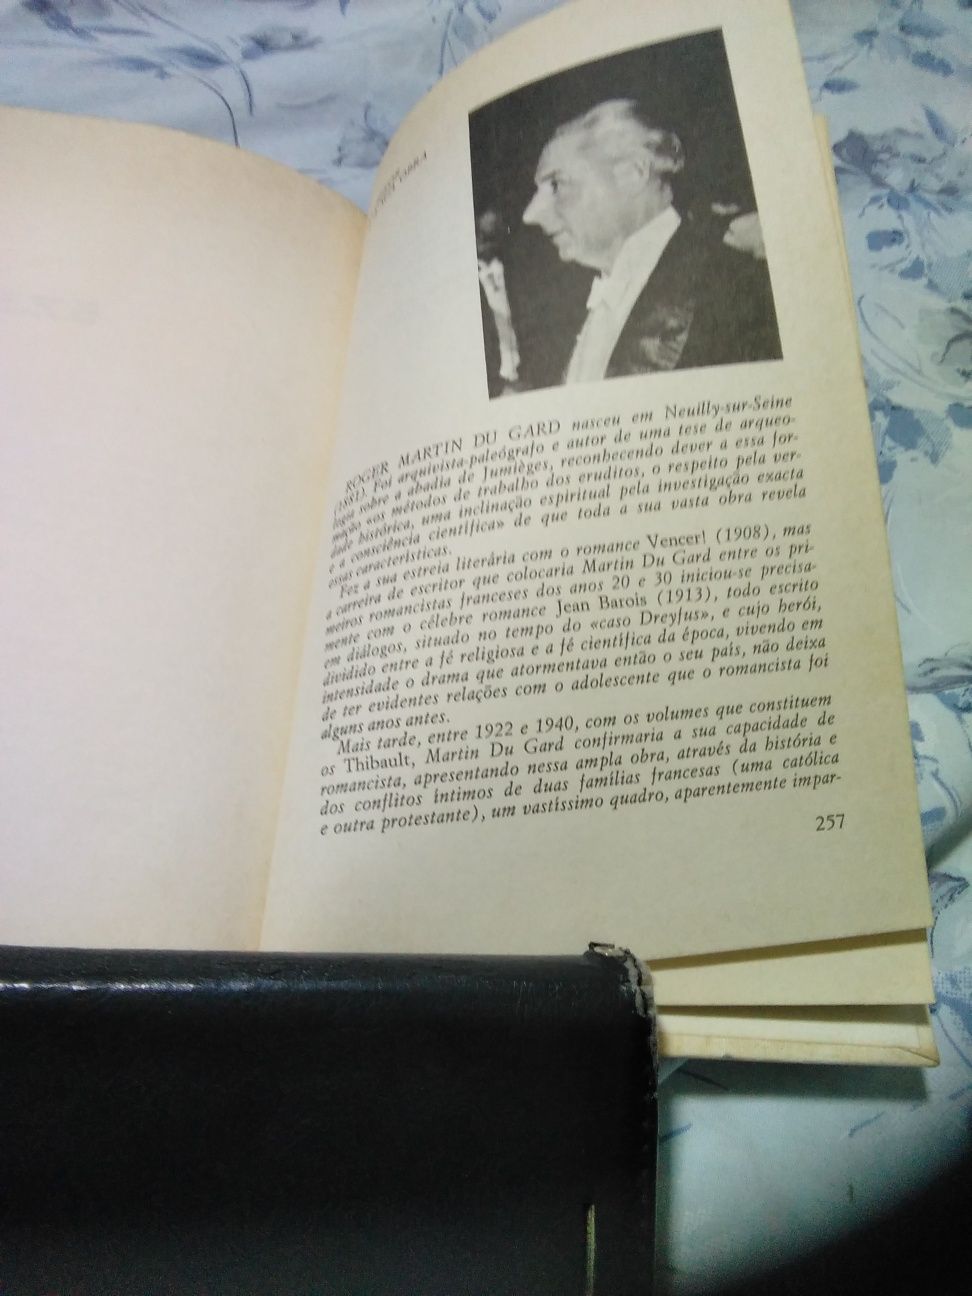 OBRA
ROGER MARTIN DU GARD nasceu em Neuilly-sur-Seine
(1881). Foi arquivista-paleógrafo e autor de uma tese de arqueo-
logia sobre a abadia de Jumièges, reconhecendo dever a essa for-
mação «os métodos de trabalho dos eruditos, o respeito pela ver-
dade histórica, uma inclinação espiritual pela investigação exacta
e a consciência científica» de que toda a sua vasta obra revela
essas características.
Fez a sua estreia literária com o romance Vencer! (1908), mas
a carreira de escritor que colocaria Martin Du Gard entre os pri-
meiros romancistas franceses dos anos 20 e 30 iniciou-se precisa-
mente com o célebre romance Jean Barois (1913), todo escrito
em diálogos, situado no tempo do «caso Dreyfus», e cujo herói,
dividido entre a fé religiosa e a fé científica da época, vivendo em
intensidade o drama que atormentava então o seu país, não deixa
de ter evidentes relações com o adolescente que o romancista foi
alguns anos antes.
Mais tarde, entre 1922 e 1940, com os volumes que constituem
os Thibault, Martin Du Gard confirmaria a sua capacidade de
romancista, apresentando nessa ampla obra, através da história e
dos conflitos íntimos de duas famílias francesas (uma católica
e outra protestante), um vastíssimo quadro, aparentemente impar-
257